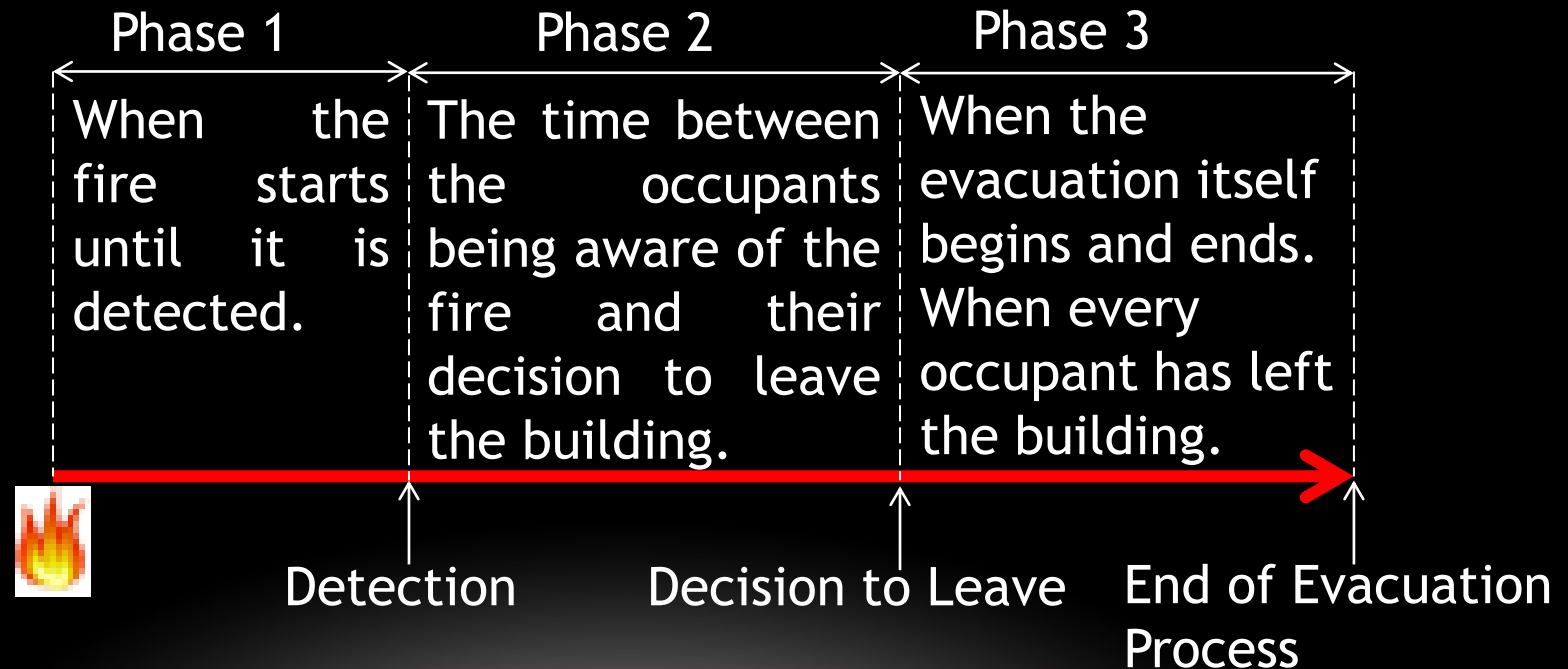 Phase 1
When the
fire starts
until it is
detected.
Phase 2
The time between
the occupants
being aware of the
fire and their
decision to leave
the building.
Phase 3
When the
evacuation itself
begins and ends.
When every
occupant has left
the building.
Detection
Decision to Leave
End of Evacuation
Process